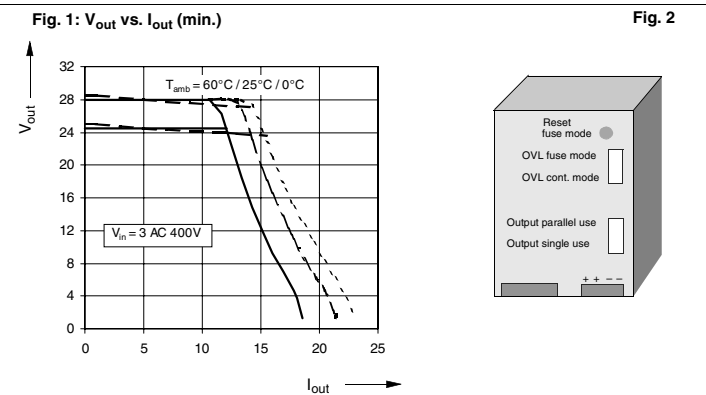 Fig. 1: Vout vs. Iout (min.)
Fig. 2
Vout
32
28
24
20
16
12
8
4
0
Tamb = 60°C / 25°C / 0°C
Vin = 3 AC 400V
0 5 10 15 20 25
Iout
Reset
fuse mode
OVL fuse mode
OVL cont. mode
Output parallel use
Output single use
+ + – –